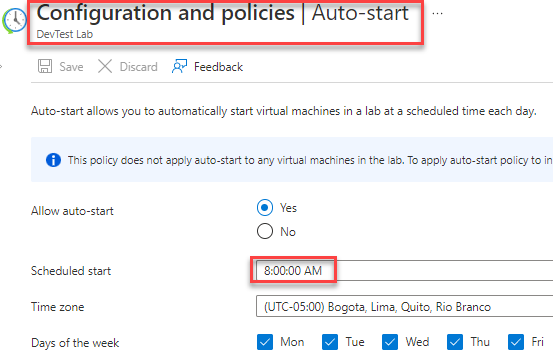 Configuration and policies | Auto-start ...
DevTest Lab
Save Discard Feedback
Auto-start allows you to automatically start virtual machines in a lab at a scheduled time each day.
This policy does not apply auto-start to any virtual machines in the lab. To apply auto-start policy to in
Allow auto-start Yes
No
Scheduled start 8:00:00 AM
Time zone (UTC-05:00) Bogota, Lima, Quito, Rio Branco
Days of the week Mon Tue Wed Thu Fri